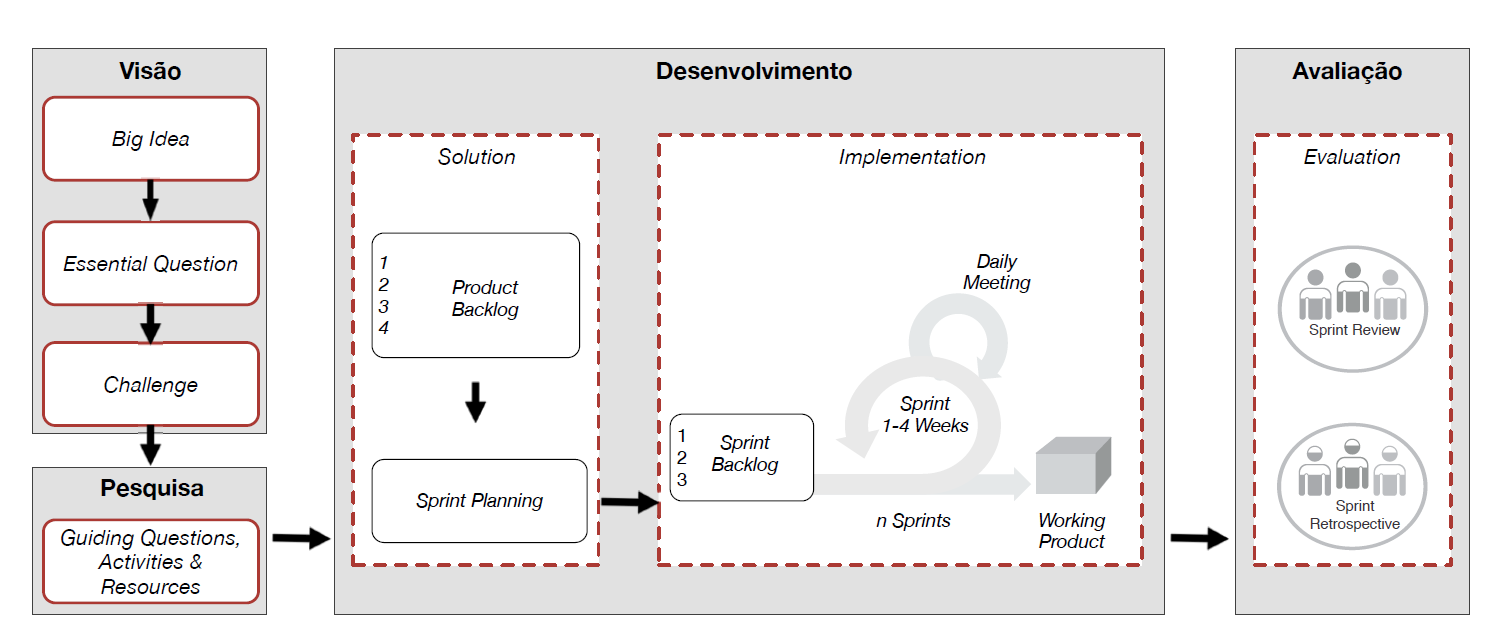 Visão
Big Idea
Essential Question
Challenge
Pesquisa
Guiding Questions,
Activities &
Resources
Desenvolvimento
Solution
1
2
3
4
Product
Backlog
Sprint Planning
Implementation
Daily
Meeting
Sprint
1-4 Weeks
1
2
3
Sprint
Backlog
n Sprints
Working
Product
Avaliação
Evaluation
Sprint Review
Sprint
Retrospective